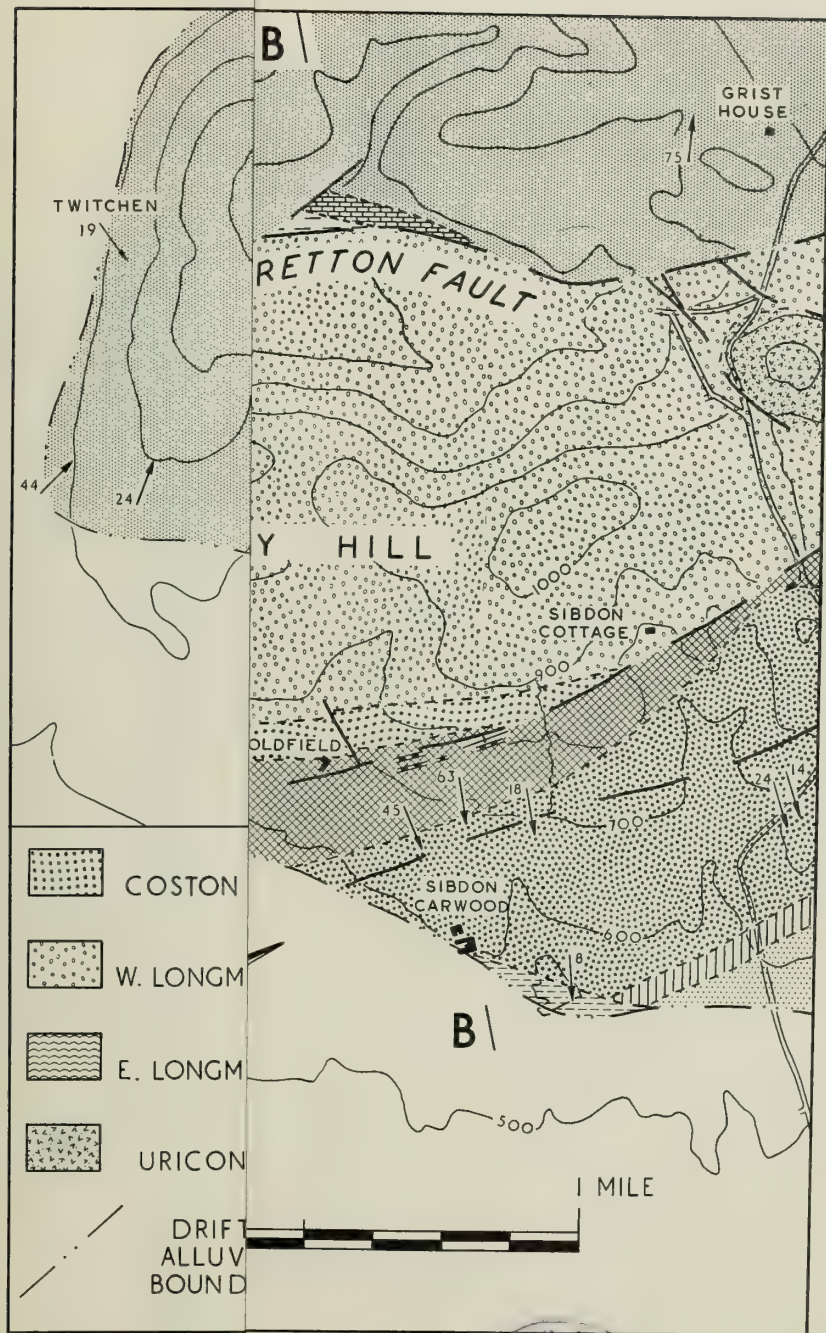 B
GRIST
HOUSE
75
TWITCHEN
19
RETTON FAULT
44
24
Y HILL
1000
SIBDON
COTTAGE
900
OLDFIELD
63
18
45
24
14
700
SIBDON
CARWOOD
600
8
B
500
COSTON
W. LONGM
E. LONGM
URICON
1 MILE
DRIFT
ALLUV
BOUND